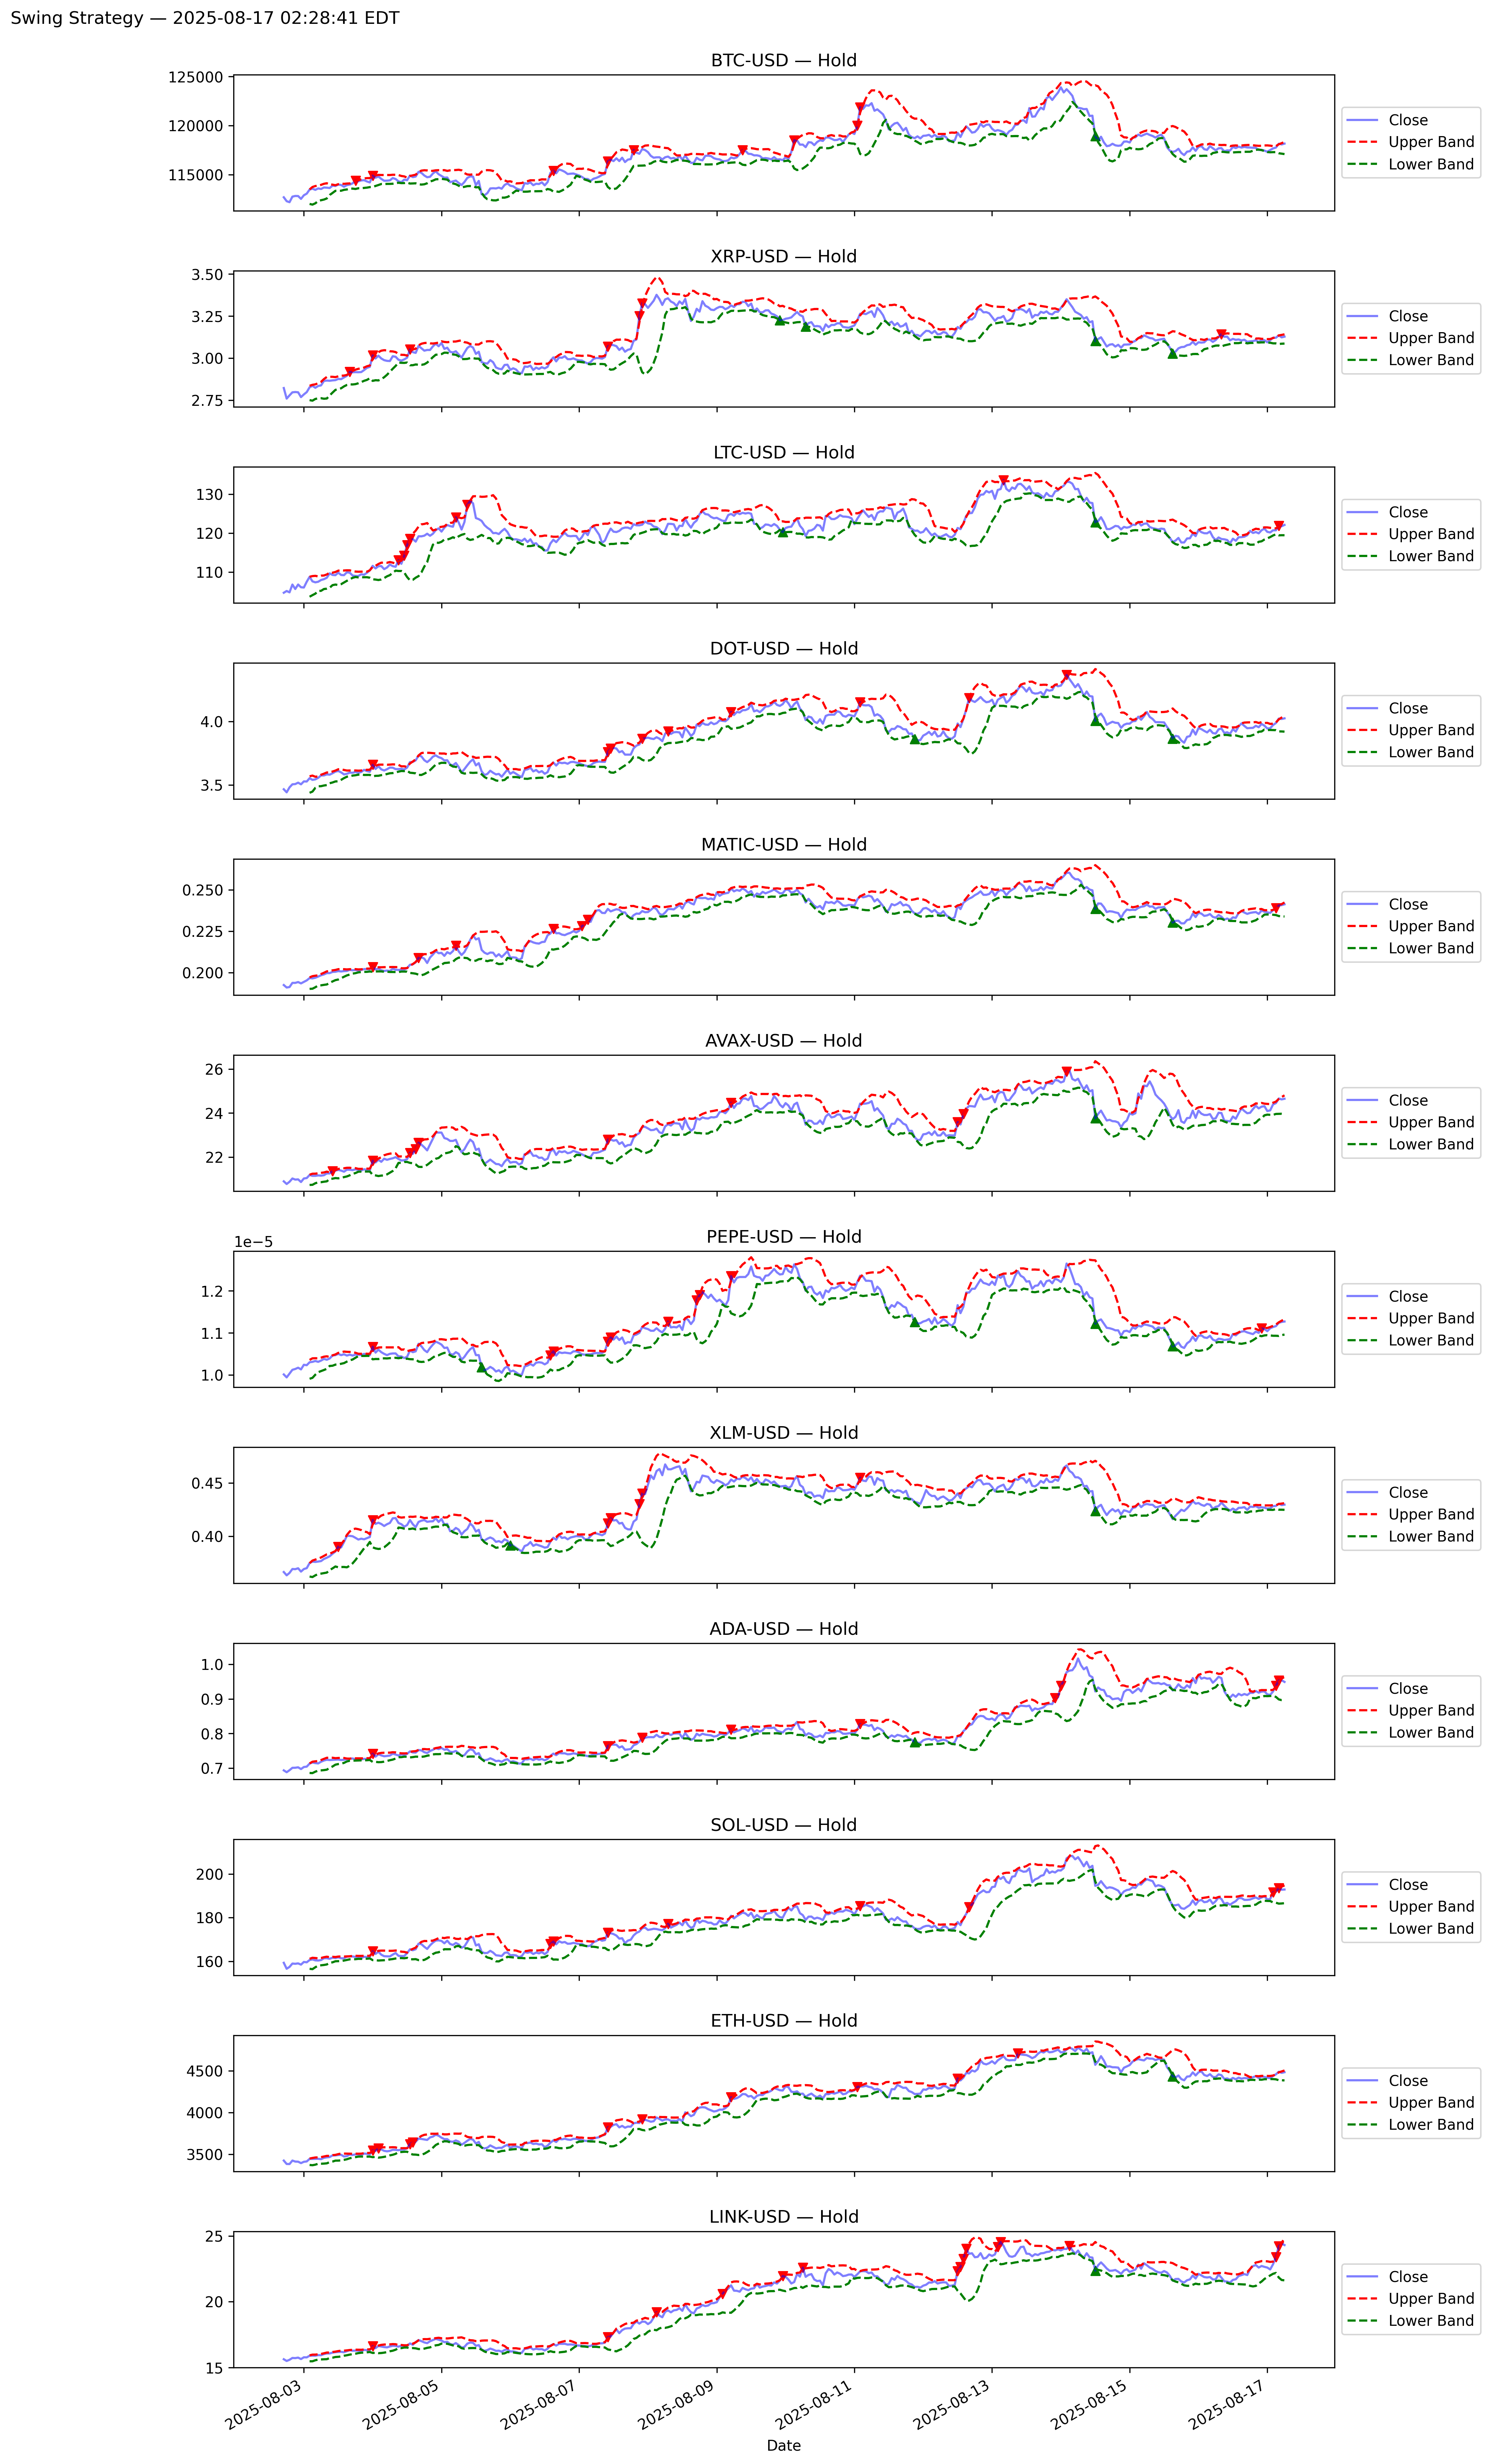 Swing Strategy — 2025-08-17 02:28:41 EDT
BTC-USD — Hold
125000
120000
115000
Close
Upper Band
Lower Band
XRP-USD — Hold
3.50
3.25
3.00
2.75
Close
Upper Band
Lower Band
LTC-USD — Hold
130
120
110
Close
Upper Band
Lower Band
DOT-USD — Hold
4.0
3.5
Close
Upper Band
Lower Band
MATIC-USD — Hold
0.250
0.225
0.200
Close
Upper Band
Lower Band
AVAX-USD — Hold
26
24
22
Close
Upper Band
Lower Band
PEPE-USD — Hold
1e−5
1.2
1.1
1.0
Close
Upper Band
Lower Band
XLM-USD — Hold
0.45
0.40
Close
Upper Band
Lower Band
ADA-USD — Hold
1.0
0.9
0.8
0.7
Close
Upper Band
Lower Band
SOL-USD — Hold
200
180
160
Close
Upper Band
Lower Band
ETH-USD — Hold
4500
4000
3500
Close
Upper Band
Lower Band
LINK-USD — Hold
25
20
15
Close
Upper Band
Lower Band
2025-08-03
2025-08-05
2025-08-07
2025-08-09
2025-08-11
2025-08-13
2025-08-15
2025-08-17
Date